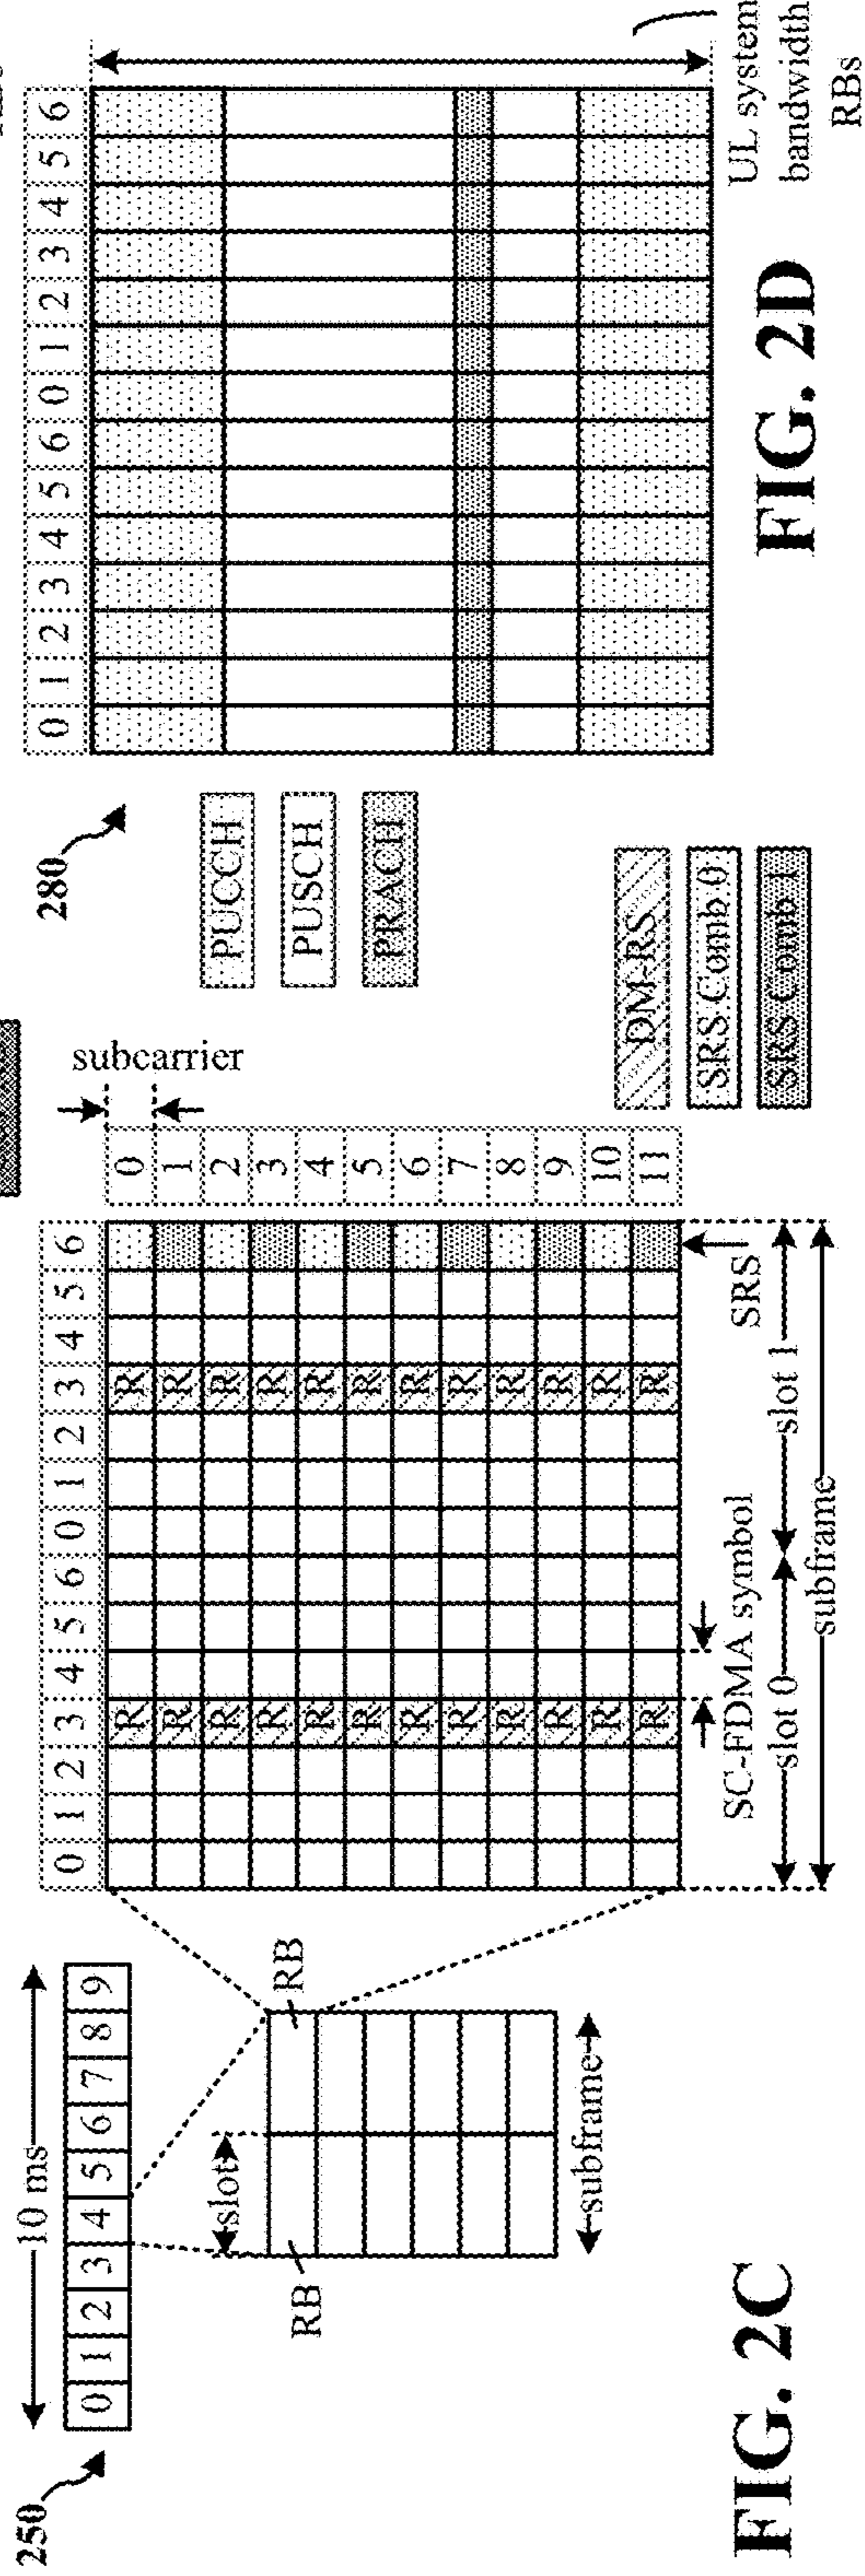 250
10 ms
0 1 2 3 4 5 6 7 8 9
slot
RB
RB
subframe
FIG. 2C
0 1 2 3 4 5 6 0 1 2 3 4 5 6
subcarrier
0
1
2
3
4
5
6
7
8
9
10
11
R R
R R
R R
R R
R R
R R
R R
R R
R R
R R
R R
R R
SC-FDMA symbol
SRS
slot 0
slot 1
subframe
DM-RS
SRS Comb 0
SRS Comb 1
280
PUCCH
PUSCH
PRACH
0 1 2 3 4 5 6 0 1 2 3 4 5 6
UL system
bandwidth
RBs
FIG. 2D